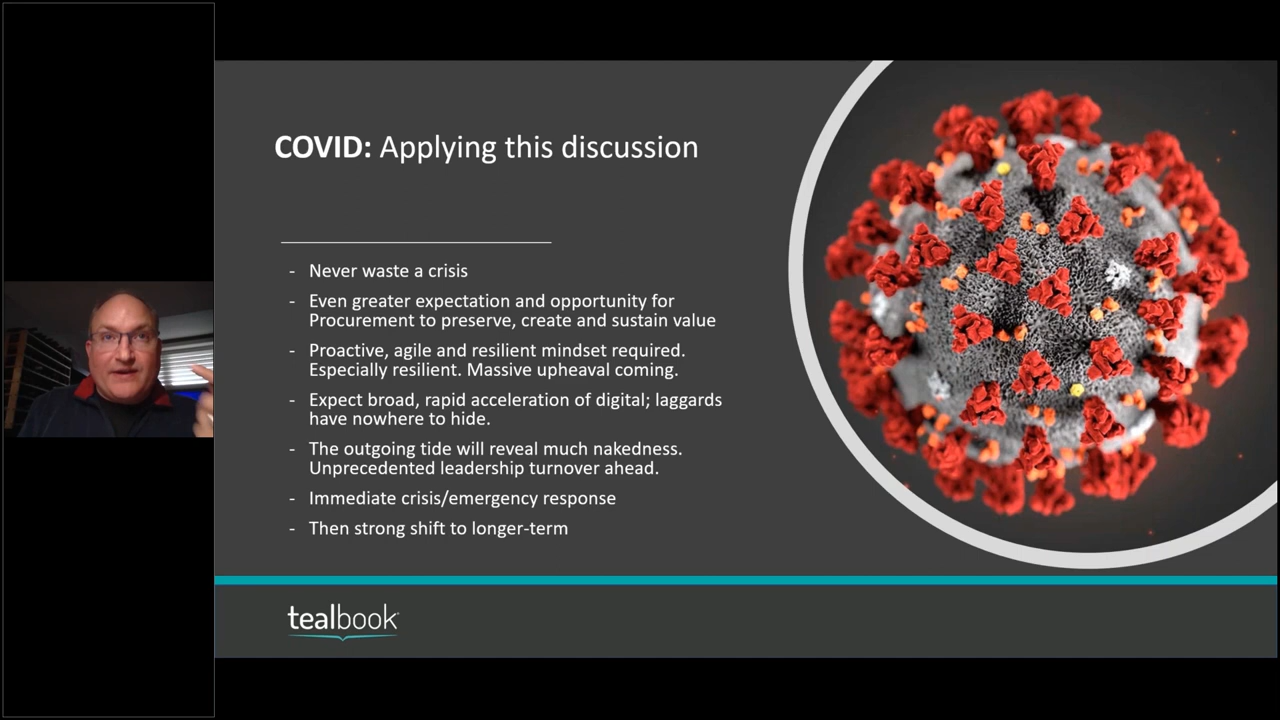 COVID: Applying this discussion
- Never waste a crisis
- Even greater expectation and opportunity for
Procurement to preserve, create and sustain value
- Proactive, agile and resilient mindset required.
Especially resilient. Massive upheaval coming.
- Expect broad, rapid acceleration of digital; laggards
have nowhere to hide.
- The outgoing tide will reveal much nakedness.
Unprecedented leadership turnover ahead.
- Immediate crisis/emergency response
- Then strong shift to longer-term
tealbook